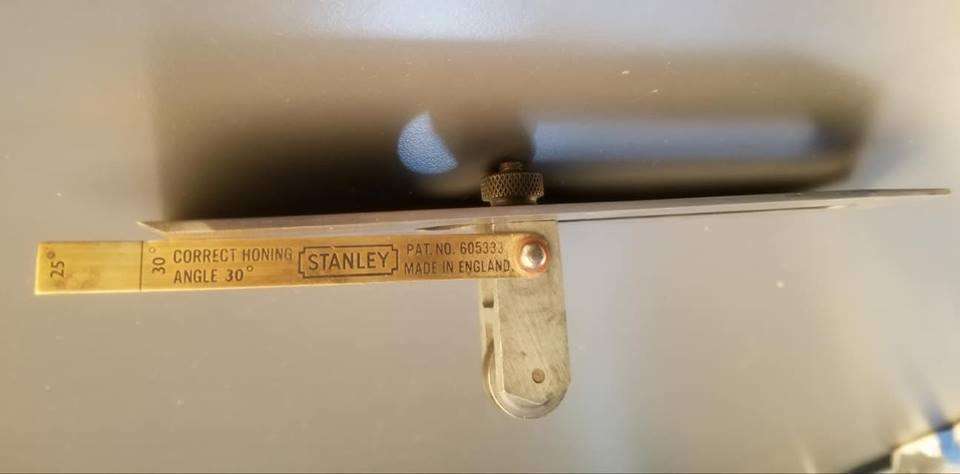 25°
30°
CORRECT HONING
ANGLE 30°
STANLEY
PAT. NO. 605333
MADE IN ENGLAND.